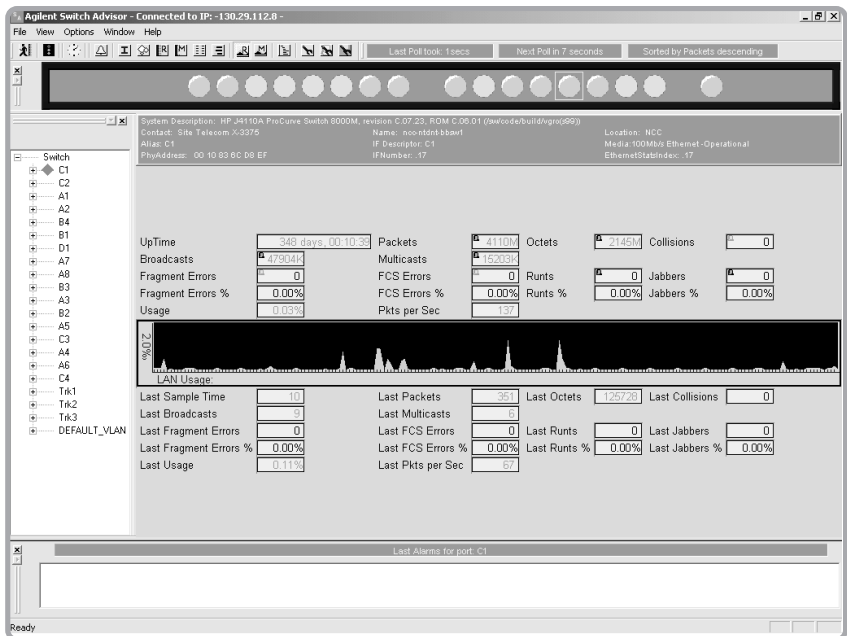 Agilent Switch Advisor - Connected to IP: -130.29.112.8 -
File View Options Window Help
Last Poll took: 1secs
Next Poll in 7 seconds
Sorted by Packets descending
System Description: HP J4110A ProCurve Switch 8000M, revision C.07.23, ROM C.06.01 (/sw/code/build/vgro(s99))
Contact: Site Telecom X-3375 Name: nco-ntdnt-bbsw1 Location: NCC
Alias: C1 IF Descriptor: C1 Media:100Mb/s Ethernet -Operational
PhyAddress: 00 10 83 6C D8 EF IFNumber: .17 EthernetStatsIndex: .17
Switch
C1
C2
A1
A2
B4
B1
D1
A7
A8
B3
A3
B2
A5
C3
A4
A6
C4
Trk1
Trk2
Trk3
DEFAULT_VLAN
UpTime 348 days, 00:10:39 Packets 4110M Octets 2145M Collisions 0
Broadcasts 47904K Multicasts 15203K
Fragment Errors 0 FCS Errors 0 Runts 0 Jabbers 0
Fragment Errors % 0.00% FCS Errors % 0.00% Runts % 0.00% Jabbers % 0.00%
Usage 0.03% Pkts per Sec 137
2.0%
LAN Usage:
Last Sample Time 10 Last Packets 351 Last Octets 125728 Last Collisions 0
Last Broadcasts 9 Last Multicasts 6
Last Fragment Errors 0 Last FCS Errors 0 Last Runts 0 Last Jabbers 0
Last Fragment Errors % 0.00% Last FCS Errors % 0.00% Last Runts % 0.00% Last Jabbers % 0.00%
Last Usage 0.11% Last Pkts per Sec 67
Last Alarms for port: C1
Ready